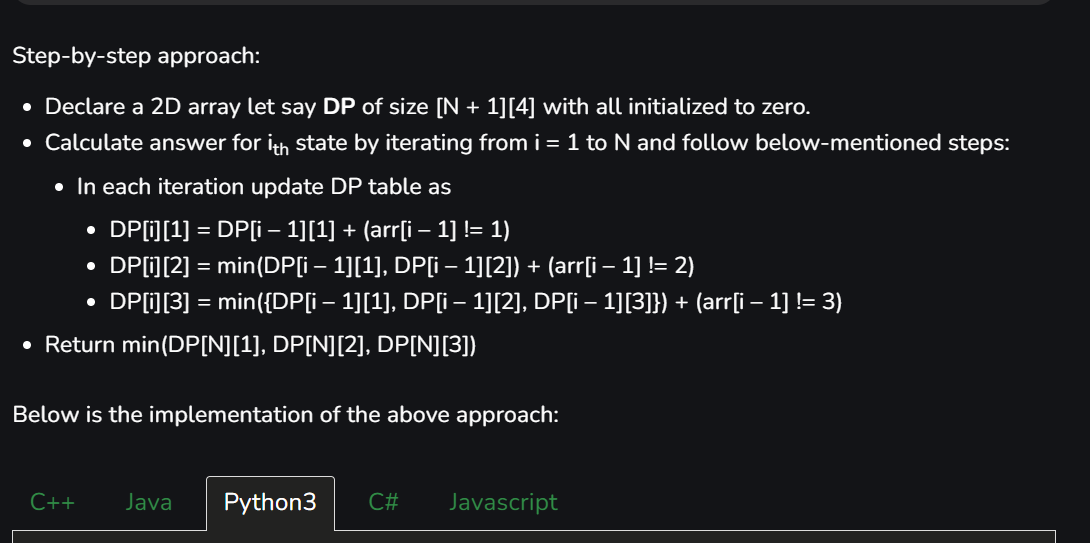 Step-by-step approach:
• Declare a 2D array let say DP of size [N + 1][4] with all initialized to zero.
• Calculate answer for ith state by iterating from i = 1 to N and follow below-mentioned steps:
• In each iteration update DP table as
• DP[i][1] = DP[i – 1][1] + (arr[i – 1] != 1)
• DP[i][2] = min(DP[i – 1][1], DP[i – 1][2]) + (arr[i – 1] != 2)
• DP[i][3] = min({DP[i – 1][1], DP[i – 1][2], DP[i – 1][3]}) + (arr[i – 1] != 3)
• Return min(DP[N][1], DP[N][2], DP[N][3])
Below is the implementation of the above approach:
C++ Java Python3 C# Javascript